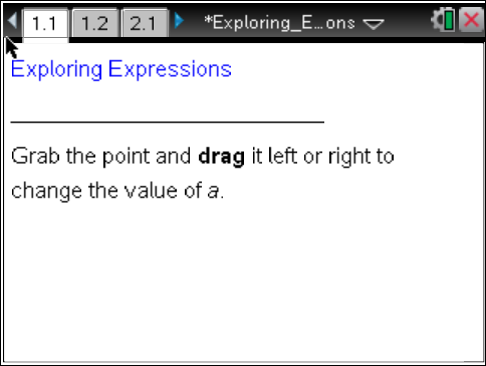 1.1 1.2 2.1 *Exploring_E...ons
Exploring Expressions
Grab the point and drag it left or right to
change the value of a.